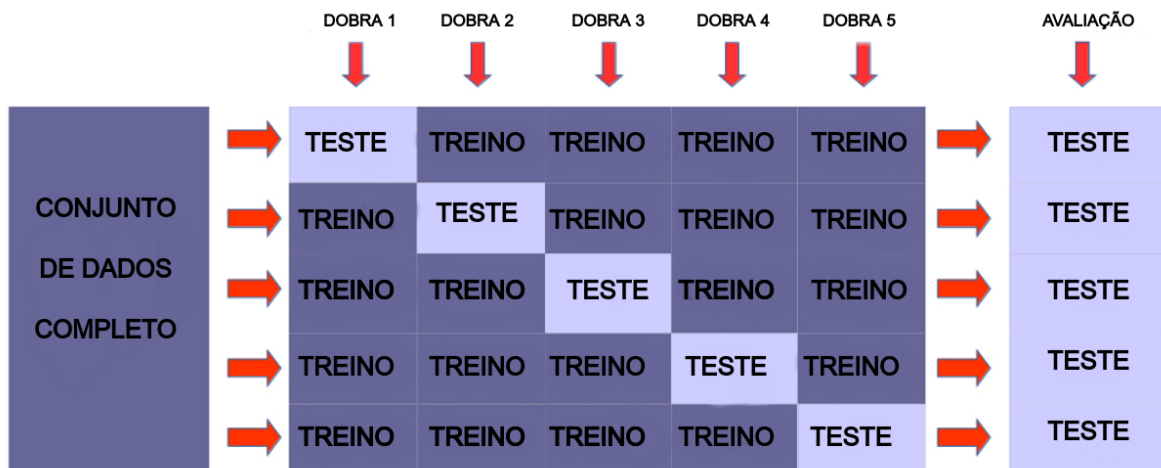 DOBRA 1 DOBRA 2 DOBRA 3 DOBRA 4 DOBRA 5 AVALIAÇÃO
CONJUNTO
DE DADOS
COMPLETO
TESTE TREINO TREINO TREINO TREINO TESTE
TREINO TESTE TREINO TREINO TREINO TESTE
TREINO TREINO TESTE TREINO TREINO TESTE
TREINO TREINO TREINO TESTE TREINO TESTE
TREINO TREINO TREINO TREINO TESTE TESTE